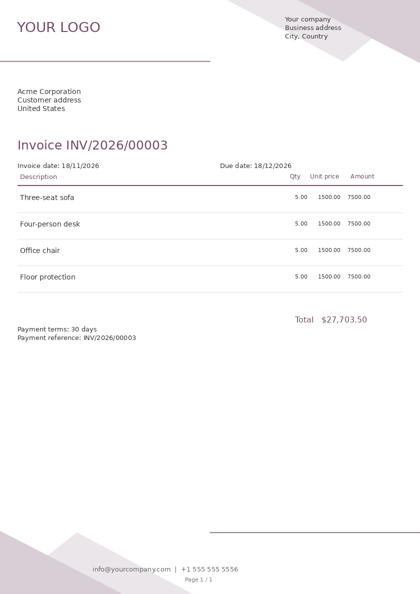 YOUR LOGO
Your company
Business address
City, Country
Acme Corporation
Customer address
United States
Invoice INV/2026/00003
Invoice date: 18/11/2026 Due date: 18/12/2026
Description Qty Unit price Amount
Three-seat sofa 5.00 1500.00 7500.00
Four-person desk 5.00 1500.00 7500.00
Office chair 5.00 1500.00 7500.00
Floor protection 5.00 1500.00 7500.00
Total $27,703.50
Payment terms: 30 days
Payment reference: INV/2026/00003
info@yourcompany.com | +1 555 555 5556
Page 1 / 1